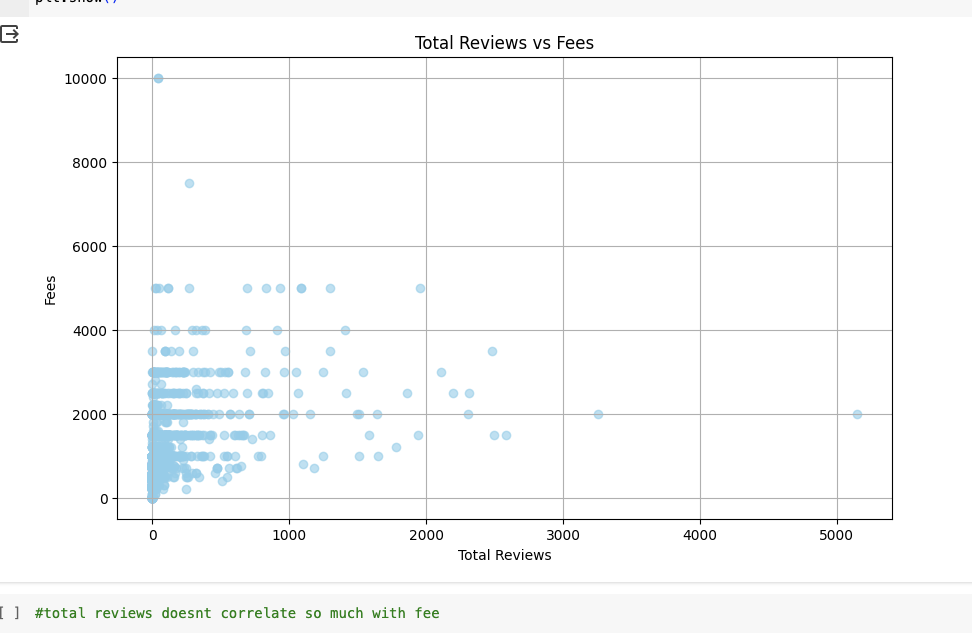 plt.show()
Total Reviews vs Fees
10000
8000
6000
4000
2000
0
Fees
0 1000 2000 3000 4000 5000
Total Reviews
[ ] #total reviews doesnt correlate so much with fee